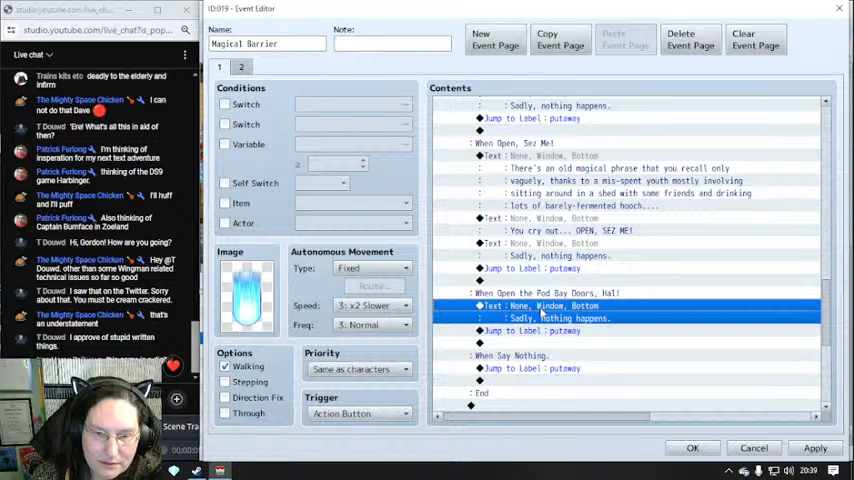 studio.youtube.com/live_chat?is_pop...
studio.youtube.com/live_chat?is_p...
Live chat
Trains kits etc deadly to the elderly and
infirm
The Mighty Space Chicken I can
not do that Dave
T Douwd 'Ere! What's all this in aid of
then?
Patrick Furlong I'm thinking of
insperation for my next text adventure
Patrick Furlong thinking of the DS9
game Harbinger.
The Mighty Space Chicken I'll huff
and I'll puff
Patrick Furlong Also thinking of
Captain Bumface in Zoeland
T Douwd Hi, Gordon! How are you going?
The Mighty Space Chicken Hey @T
Douwd, other than some Wingman related
technical issues so far so good
T Douwd I saw that on the Twitter. Sorry
about that. You must be cream crackered.
The Mighty Space Chicken that's
an understatement
T Douwd I approve of stupid written
things.
Scene Tra
ID:019 - Event Editor
Name:
Magical Barrier
Note:
New
Event Page
Copy
Event Page
Paste
Event Page
Delete
Event Page
Clear
Event Page
1 2
Conditions
Switch
Switch
Variable
≥
Self Switch
Item
Actor
Image
Autonomous Movement
Type: Fixed
Route...
Speed: 3: x2 Slower
Freq: 3: Normal
Options
Walking
Stepping
Direction Fix
Through
Priority
Same as characters
Trigger
Action Button
Contents
: : Sadly, nothing happens.
◆Jump to Label：putaway
◆
: When Open, Sez Me!
◆Text：None, Window, Bottom
: : There's an old magical phrase that you recall only
: : vaguely, thanks to a mis-spent youth mostly involving
: : sitting around in a shed with some friends and drinking
: : lots of barely-fermented hooch....
◆Text：None, Window, Bottom
: : You cry out... OPEN, SEZ ME!
◆Text：None, Window, Bottom
: : Sadly, nothing happens.
◆Jump to Label：putaway
◆
: When Open the Pod Bay Doors, Hal!
◆Text：None, Window, Bottom
: : Sadly, nothing happens.
◆Jump to Label：putaway
◆
: When Say Nothing.
◆Jump to Label：putaway
◆
: End
◆
OK
Cancel
Apply
20:39